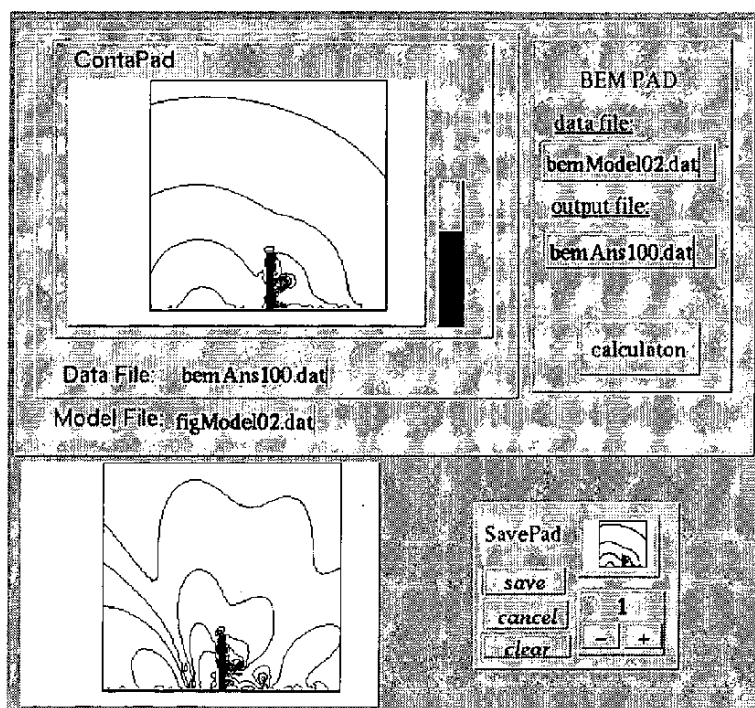 ContaPad
BEM PAD
data file:
bemModel02.dat
output file:
bemAns100.dat
calculaton
Data File: bemAns100.dat
Model File: figModel02.dat
SavePad
save
1
cancel
- +
clear